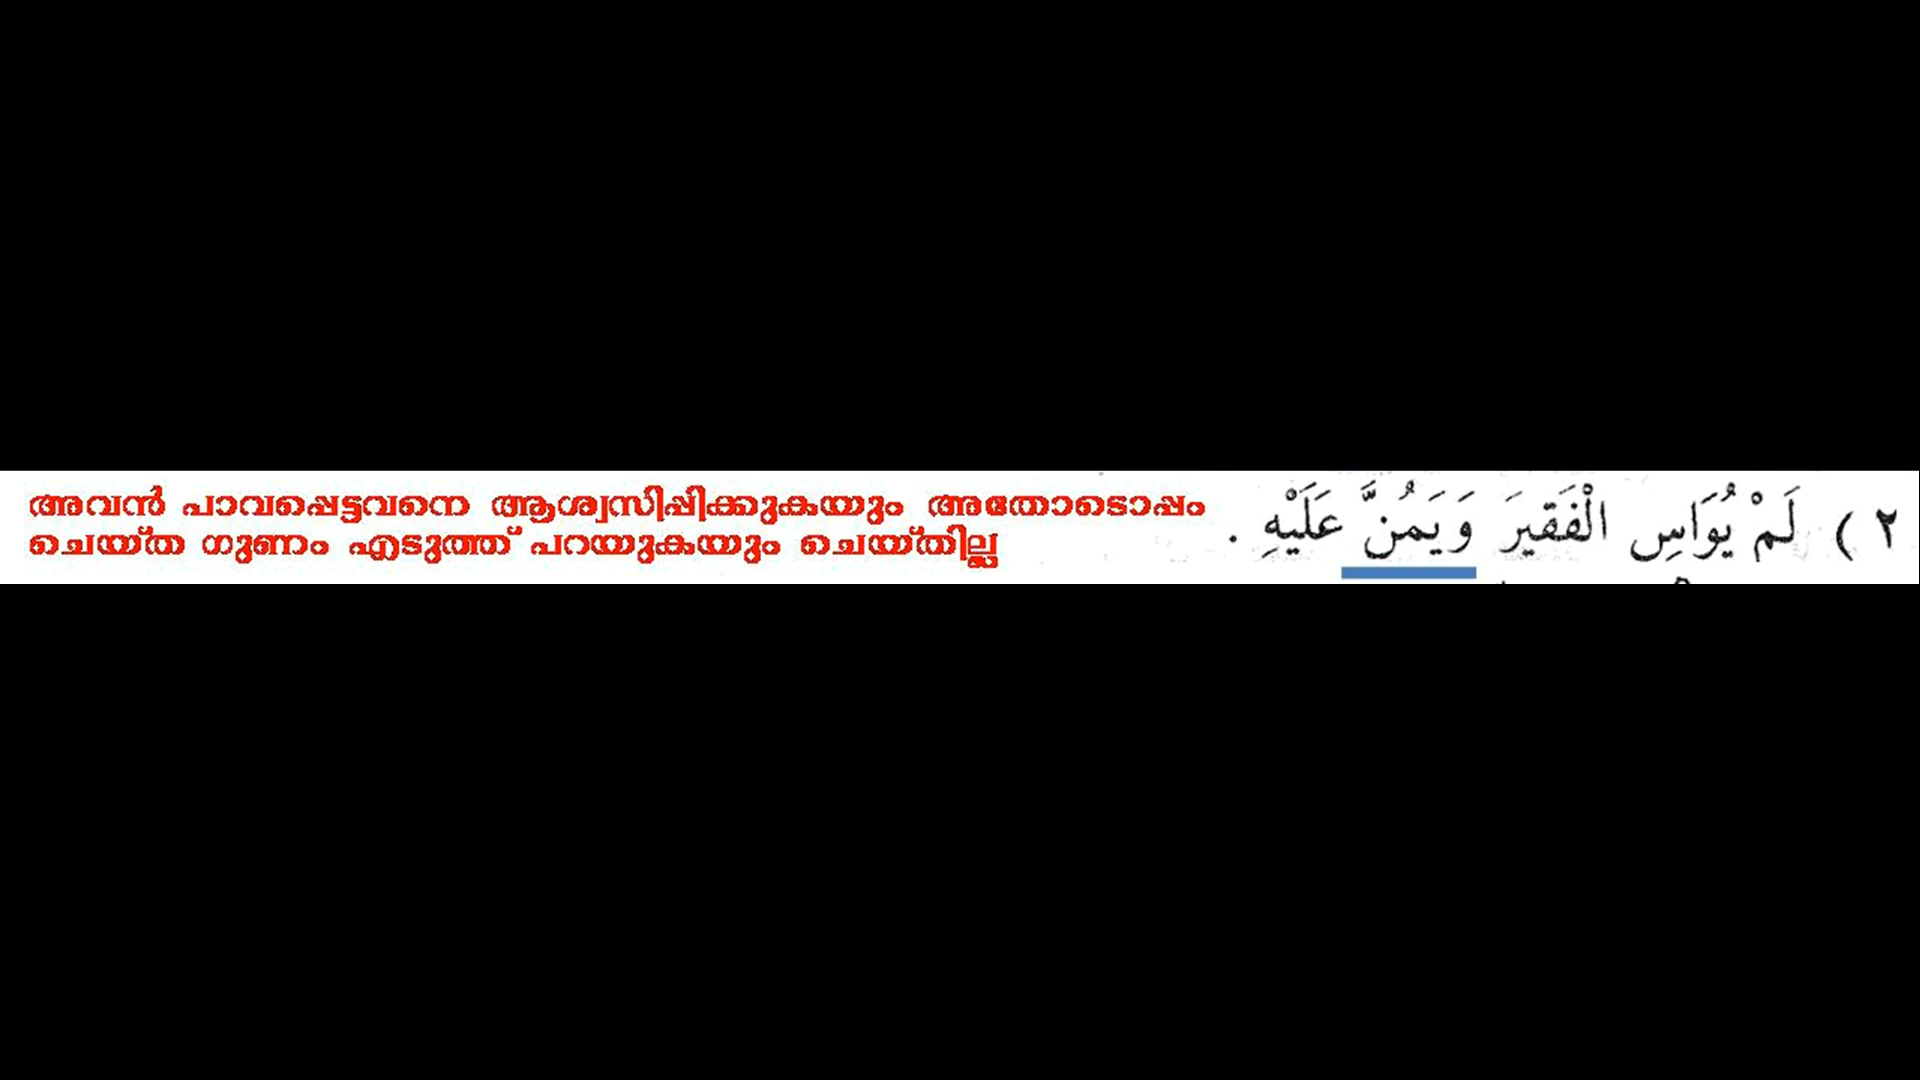 അവൻ പാവപ്പെട്ടവനെ ആശ്വസിപ്പിക്കുകയും അതോടൊപ്പം
ചെയ്ത ഗുണം എടുത്ത് പറയുകയും ചെയ്തില്ല
٢ ) لَمْ يُوَاسِ الْفَقِيرَ وَيَمُنَّ عَلَيْهِ .